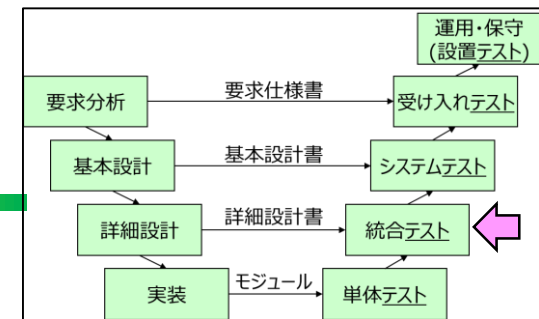 運用・保守
(設置テスト)
要求分析
要求仕様書
受け入れテスト
基本設計
基本設計書
システムテスト
詳細設計
詳細設計書
統合テスト
実装
モジュール
単体テスト